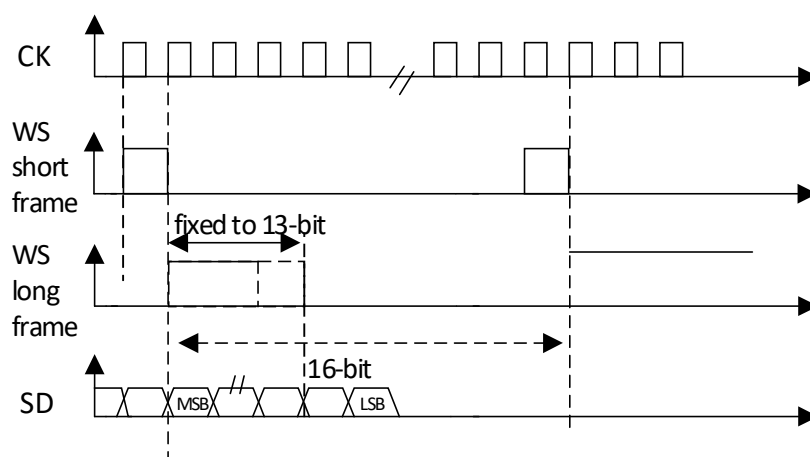 CK
WS
short
frame
fixed to 13-bit
WS
long
frame
16-bit
SD
MSB
LSB